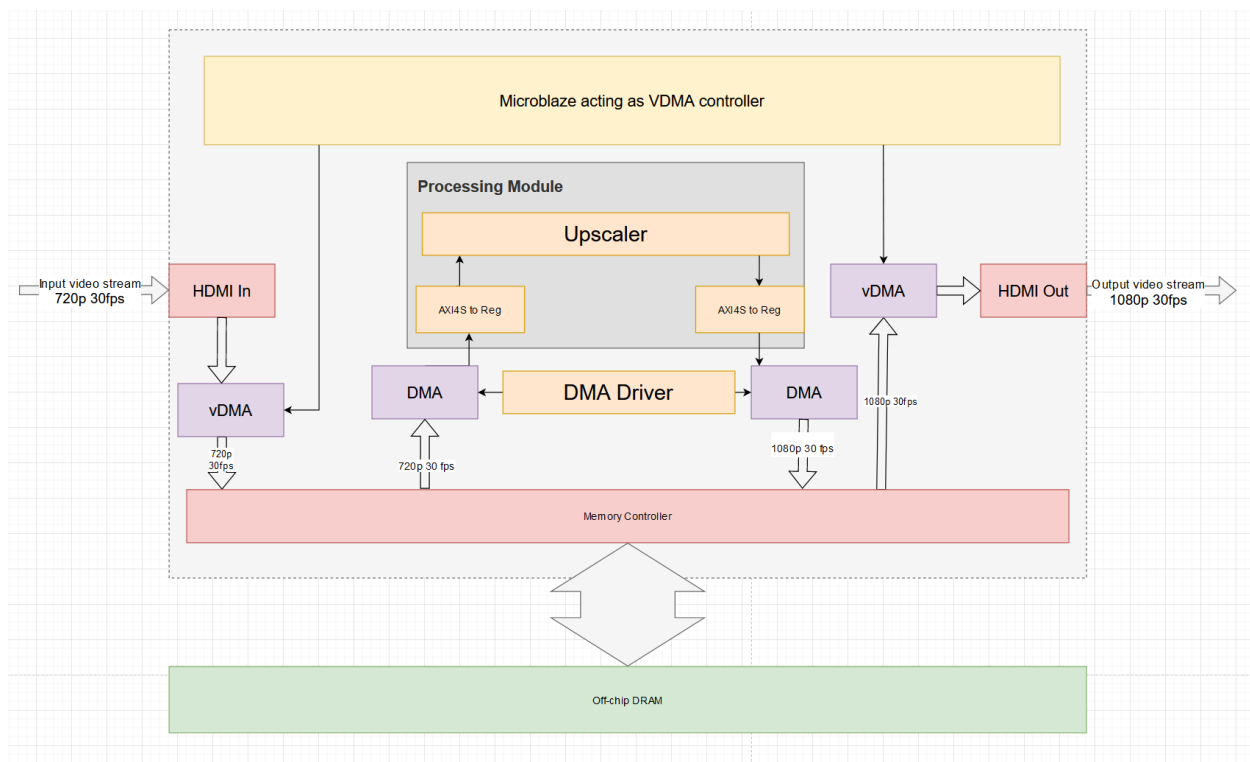 Microblaze acting as VDMA controller
Processing Module
Upscaler
Input video stream
720p 30fps
HDMI In
AXI4S to Reg
AXI4S to Reg
vDMA
HDMI Out
Output video stream
1080p 30fps
vDMA
DMA
DMA Driver
DMA
1080p 30fps
720p
30fps
720p 30 fps
1080p 30 fps
Memory Controller
Off-chip DRAM